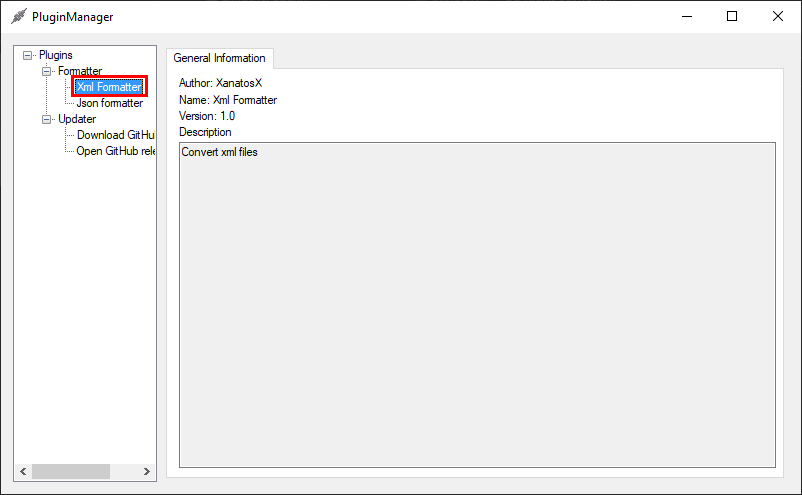 PluginManager
Plugins
Formatter
Xml Formatter
Json formatter
Updater
Download GitHu
Open GitHub rele
General Information
Author: XanatosX
Name: Xml Formatter
Version: 1.0
Description
Convert xml files